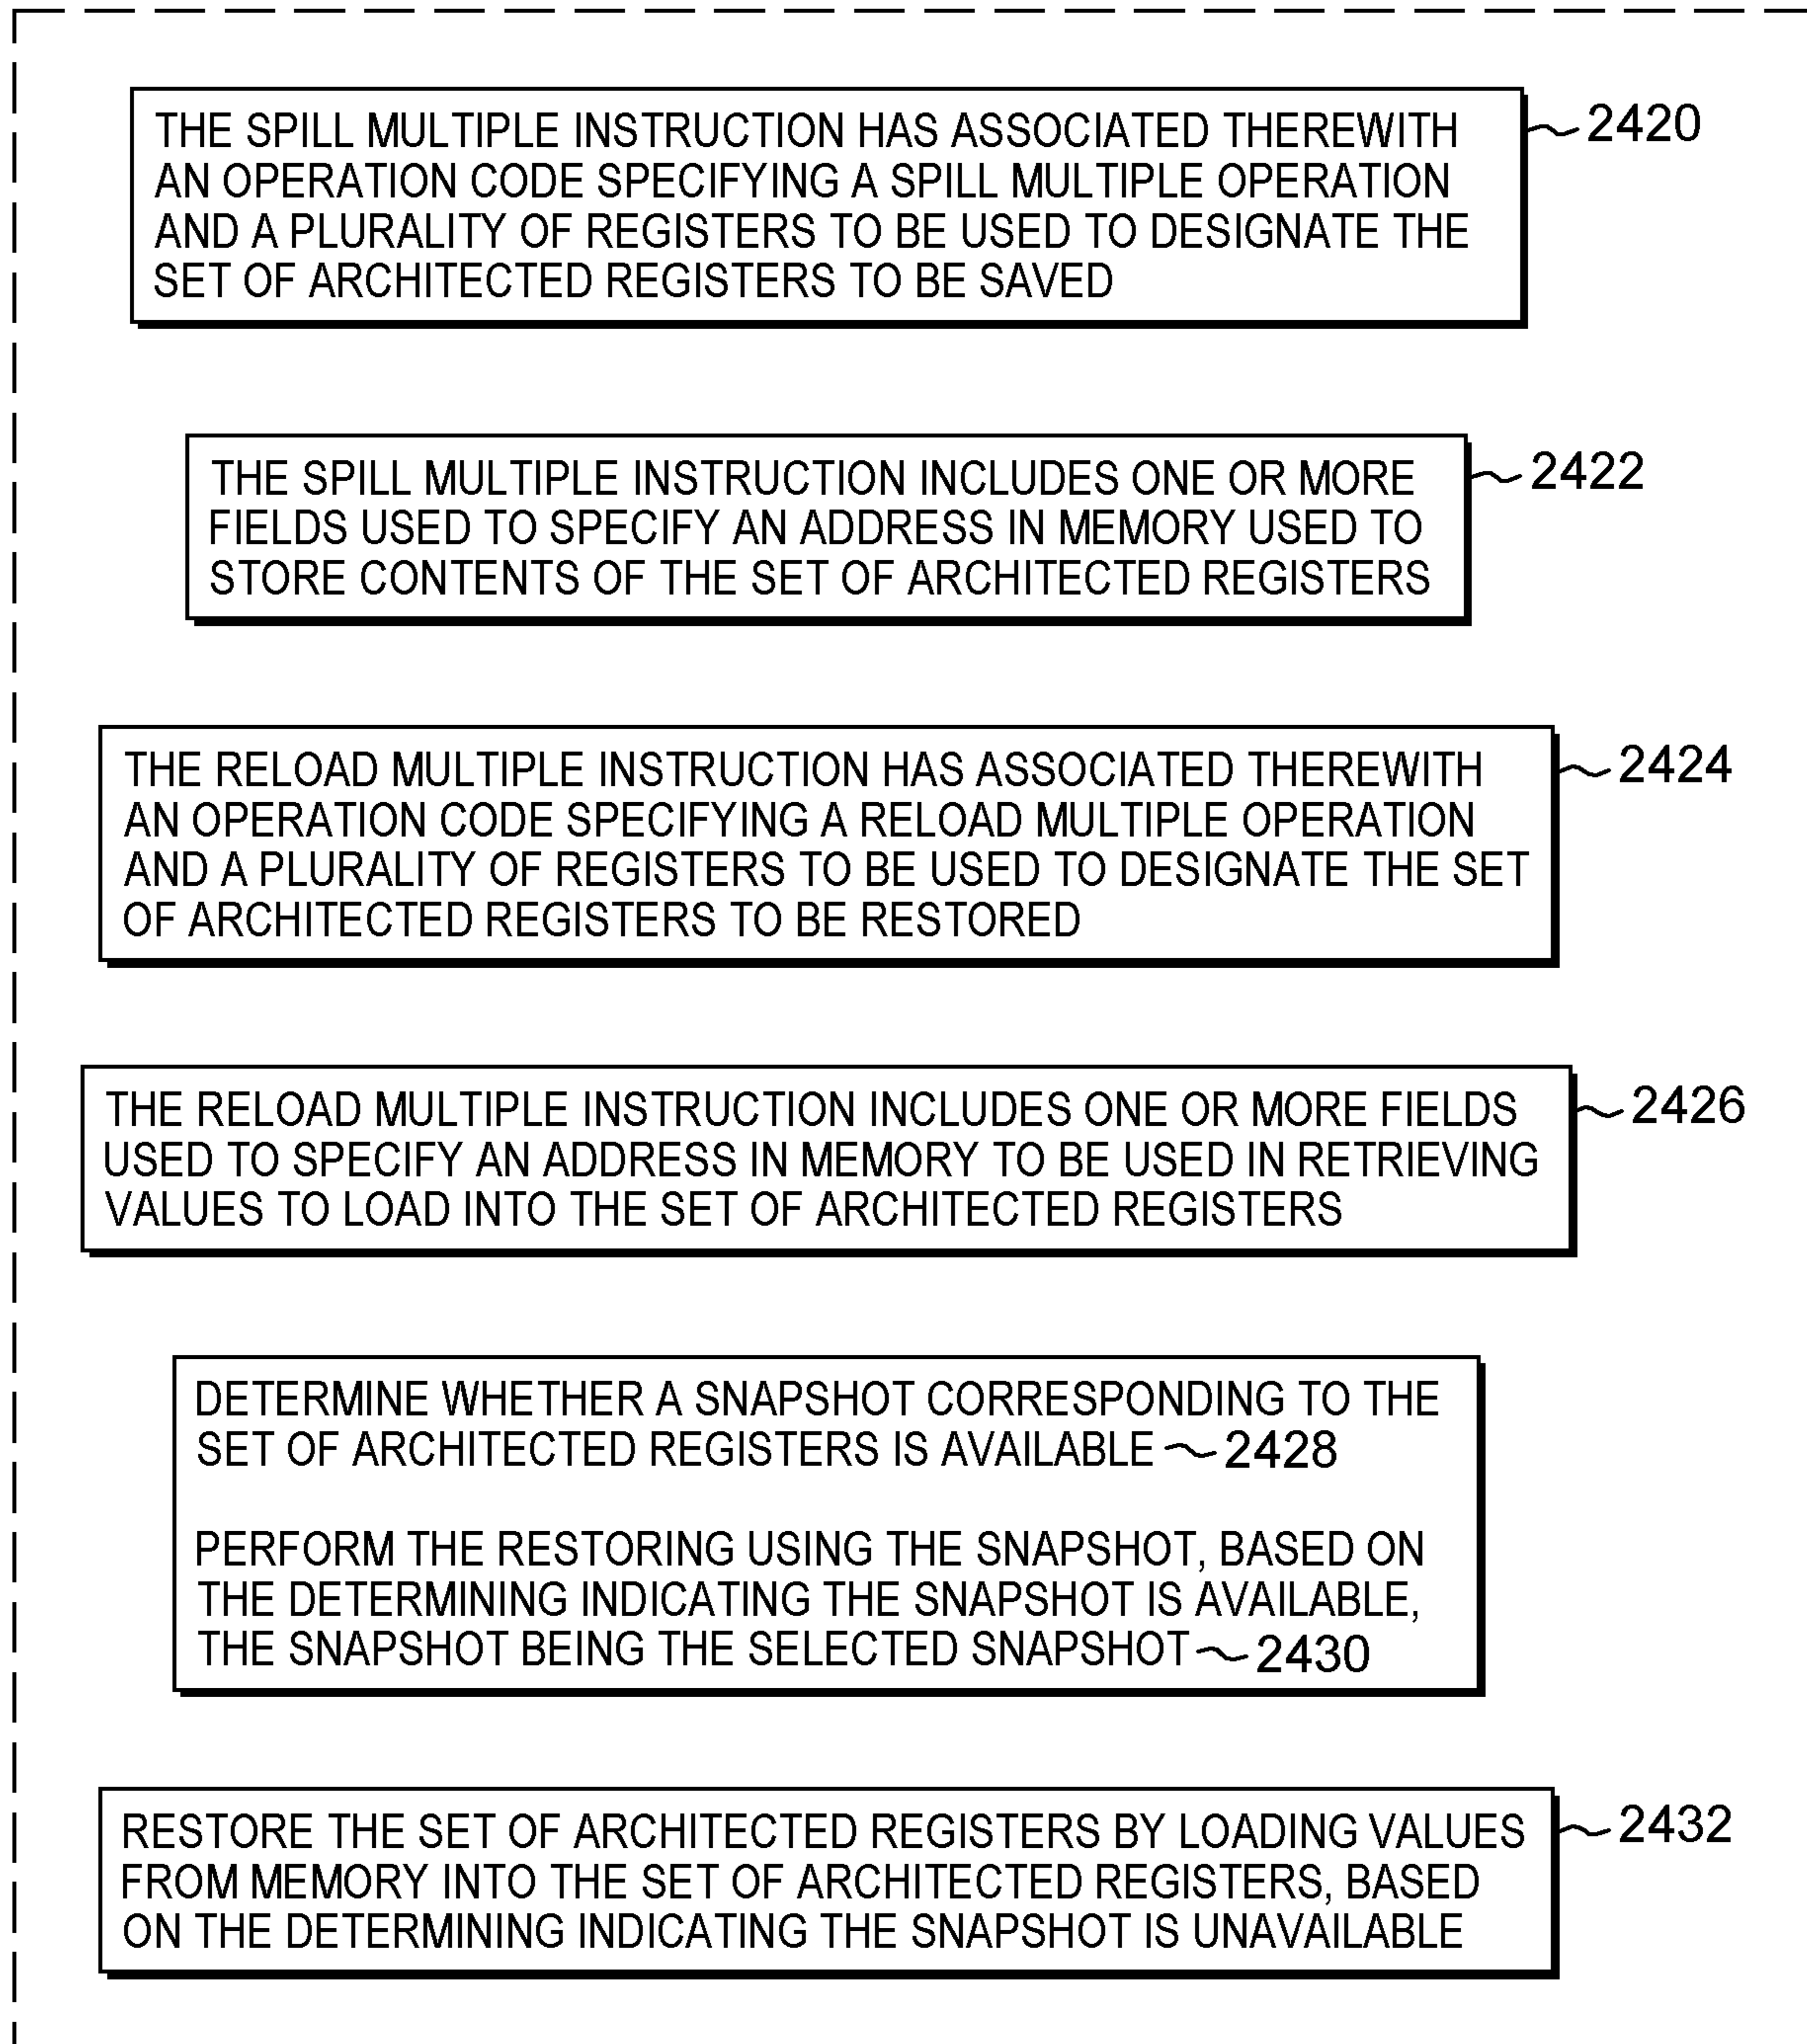 THE SPILL MULTIPLE INSTRUCTION HAS ASSOCIATED THEREWITH 2420
AN OPERATION CODE SPECIFYING A SPILL MULTIPLE OPERATION
AND A PLURALITY OF REGISTERS TO BE USED TO DESIGNATE THE
SET OF ARCHITECTED REGISTERS TO BE SAVED
THE SPILL MULTIPLE INSTRUCTION INCLUDES ONE OR MORE 2422
FIELDS USED TO SPECIFY AN ADDRESS IN MEMORY USED TO
STORE CONTENTS OF THE SET OF ARCHITECTED REGISTERS
THE RELOAD MULTIPLE INSTRUCTION HAS ASSOCIATED THEREWITH 2424
AN OPERATION CODE SPECIFYING A RELOAD MULTIPLE OPERATION
AND A PLURALITY OF REGISTERS TO BE USED TO DESIGNATE THE SET
OF ARCHITECTED REGISTERS TO BE RESTORED
THE RELOAD MULTIPLE INSTRUCTION INCLUDES ONE OR MORE FIELDS 2426
USED TO SPECIFY AN ADDRESS IN MEMORY TO BE USED IN RETRIEVING
VALUES TO LOAD INTO THE SET OF ARCHITECTED REGISTERS
DETERMINE WHETHER A SNAPSHOT CORRESPONDING TO THE
SET OF ARCHITECTED REGISTERS IS AVAILABLE 2428
PERFORM THE RESTORING USING THE SNAPSHOT, BASED ON
THE DETERMINING INDICATING THE SNAPSHOT IS AVAILABLE,
THE SNAPSHOT BEING THE SELECTED SNAPSHOT 2430
RESTORE THE SET OF ARCHITECTED REGISTERS BY LOADING VALUES 2432
FROM MEMORY INTO THE SET OF ARCHITECTED REGISTERS, BASED
ON THE DETERMINING INDICATING THE SNAPSHOT IS UNAVAILABLE